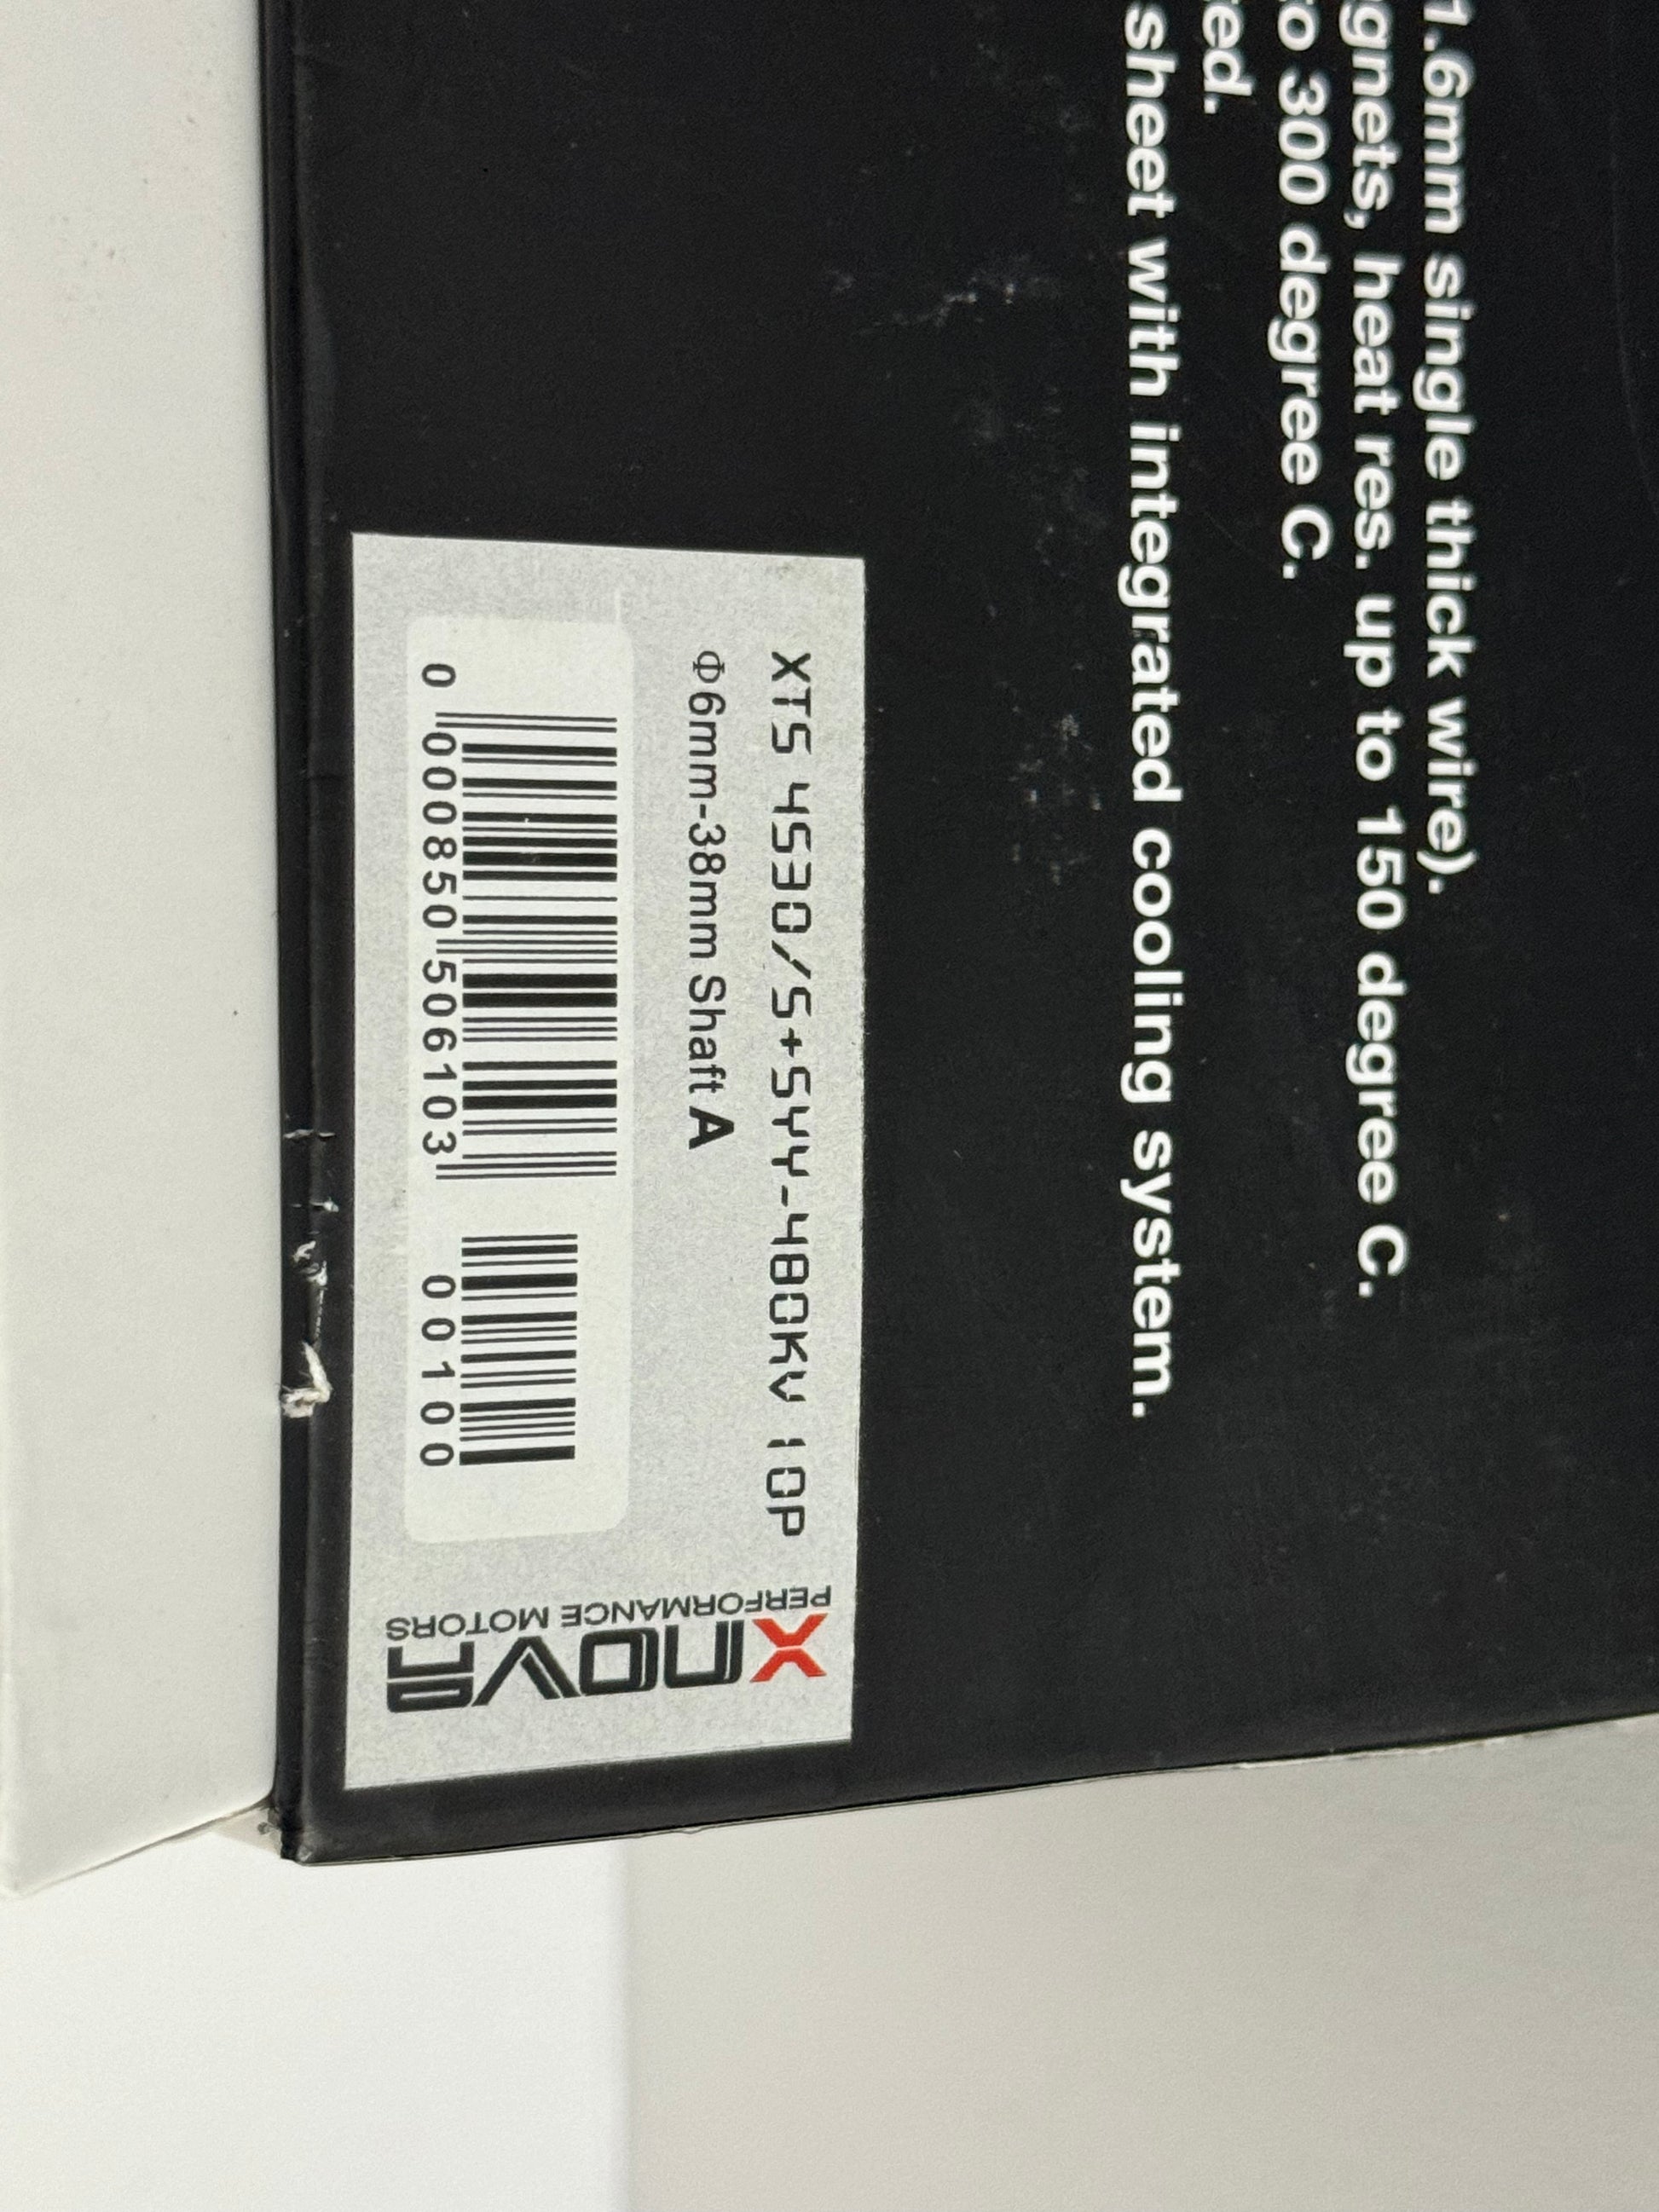 1.6mm single thick wire).
gnets, heat res. up to 150 degree C.
to 300 degree C.
sheet with integrated cooling system.
XTS 4530/5+5YY-480KV 10P
Φ6mm-38mm Shaft A
0 000850 506103 00100
XNOVA
PERFORMANCE MOTORS